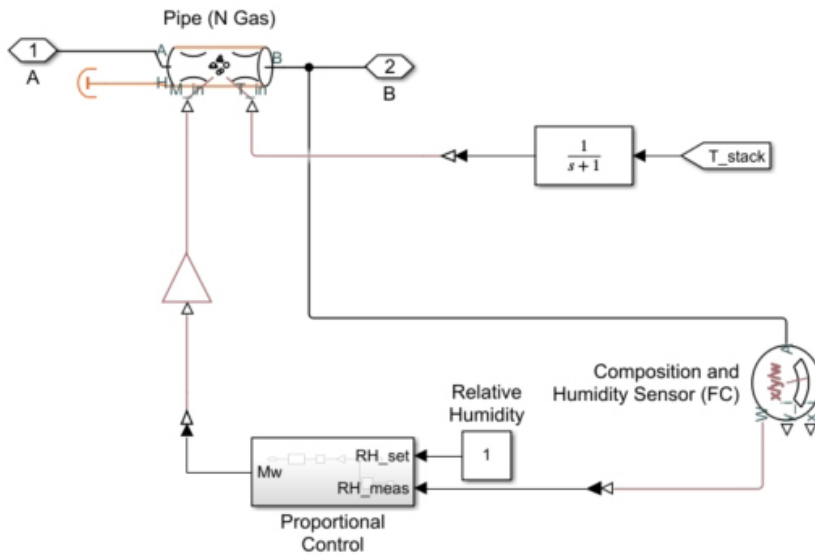 Pipe (N Gas)
1
A
A
B
H
M_in
T_in
2
B
1
s + 1
T_stack
A
x/y/w
W
Composition and
Humidity Sensor (FC)
Relative
Humidity
1
RH_set
RH_meas
Mw
Proportional
Control